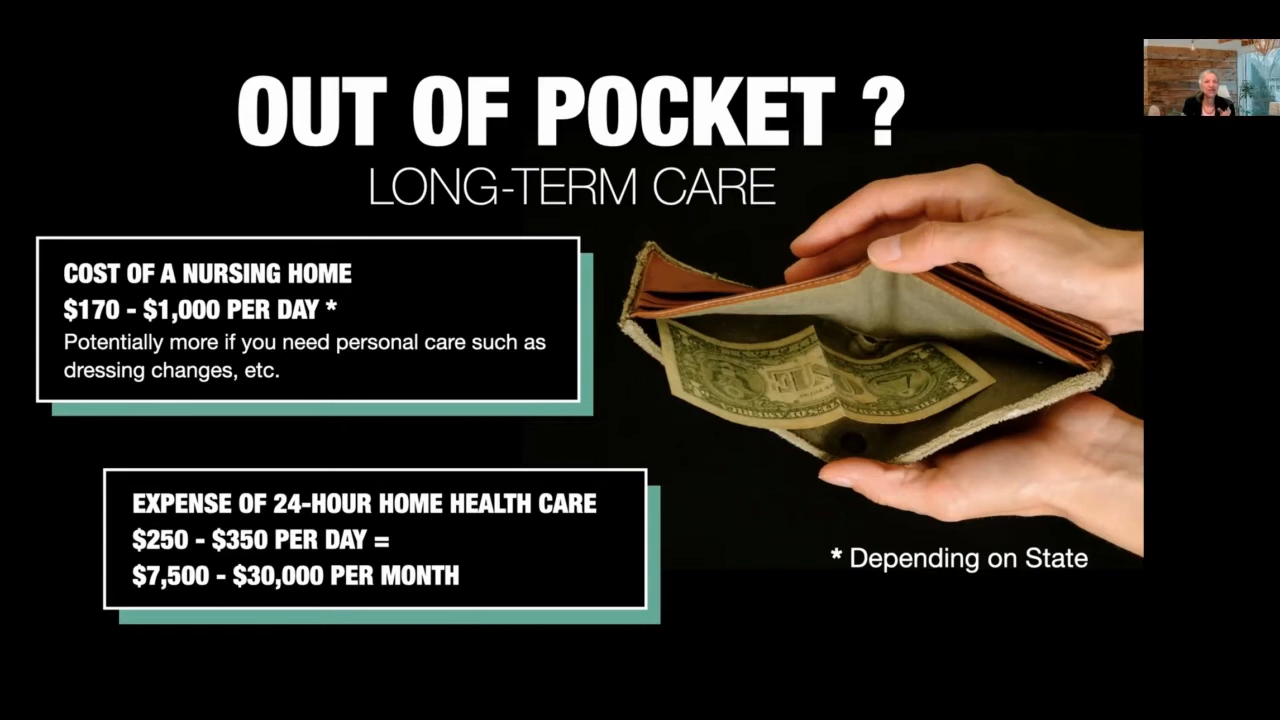 OUT OF POCKET ?
LONG-TERM CARE
COST OF A NURSING HOME
$170 - $1,000 PER DAY *
Potentially more if you need personal care such as
dressing changes, etc.
EXPENSE OF 24-HOUR HOME HEALTH CARE
$250 - $350 PER DAY =
$7,500 - $30,000 PER MONTH
* Depending on State